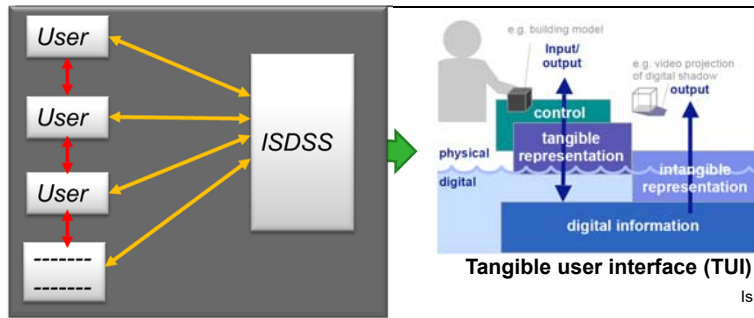 User
User
User
-------
-------
ISDSS
e.g. building model
Input/
output
e.g. video projection
of digital shadow
output
control
tangible
representation
physical
digital
intangible
representation
digital information
Tangible user interface (TUI)
Is